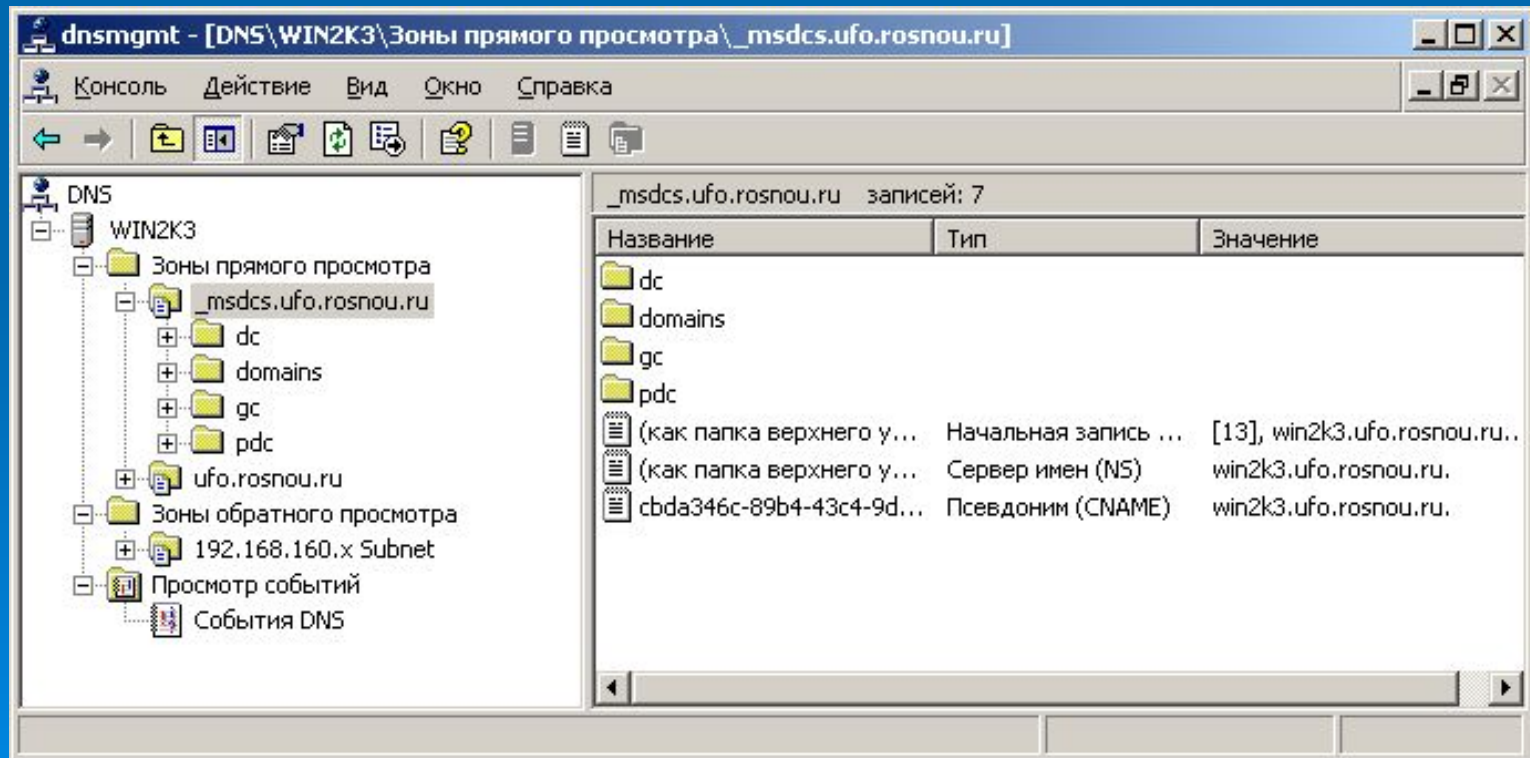 dnsmgmt - [DNS\WIN2K3\Зоны прямого просмотра\_msdcs.ufo.rosnou.ru]
Консоль Действие Вид Окно Справка
DNS
WIN2K3
Зоны прямого просмотра
_msdcs.ufo.rosnou.ru
dc
domains
gc
pdc
ufo.rosnou.ru
Зоны обратного просмотра
192.168.160.x Subnet
Просмотр событий
События DNS
_msdcs.ufo.rosnou.ru записей: 7
Название Тип Значение
dc
domains
gc
pdc
(как папка верхнего у... Начальная запись ... [13], win2k3.ufo.rosnou.ru..
(как папка верхнего у... Сервер имен (NS) win2k3.ufo.rosnou.ru.
cbda346c-89b4-43c4-9d... Псевдоним (CNAME) win2k3.ufo.rosnou.ru.